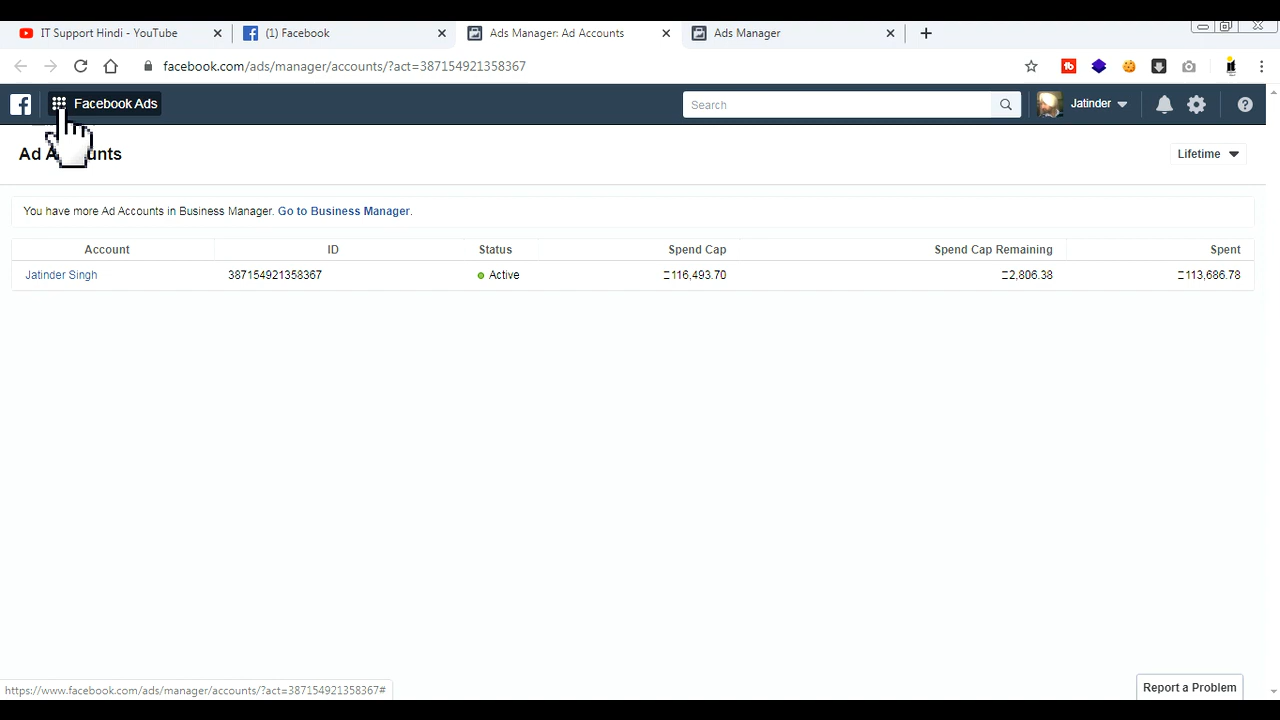 IT Support Hindi - YouTube
(1) Facebook
Ads Manager: Ad Accounts
Ads Manager
facebook.com/ads/manager/accounts/?act=387154921358367
Facebook Ads
Search
Jatinder
Ad Accounts
Lifetime
You have more Ad Accounts in Business Manager. Go to Business Manager.
Account ID Status Spend Cap Spend Cap Remaining Spent
Jatinder Singh 387154921358367 Active 116,493.70 2,806.38 113,686.78
https://www.facebook.com/ads/manager/accounts/?act=387154921358367#
Report a Problem